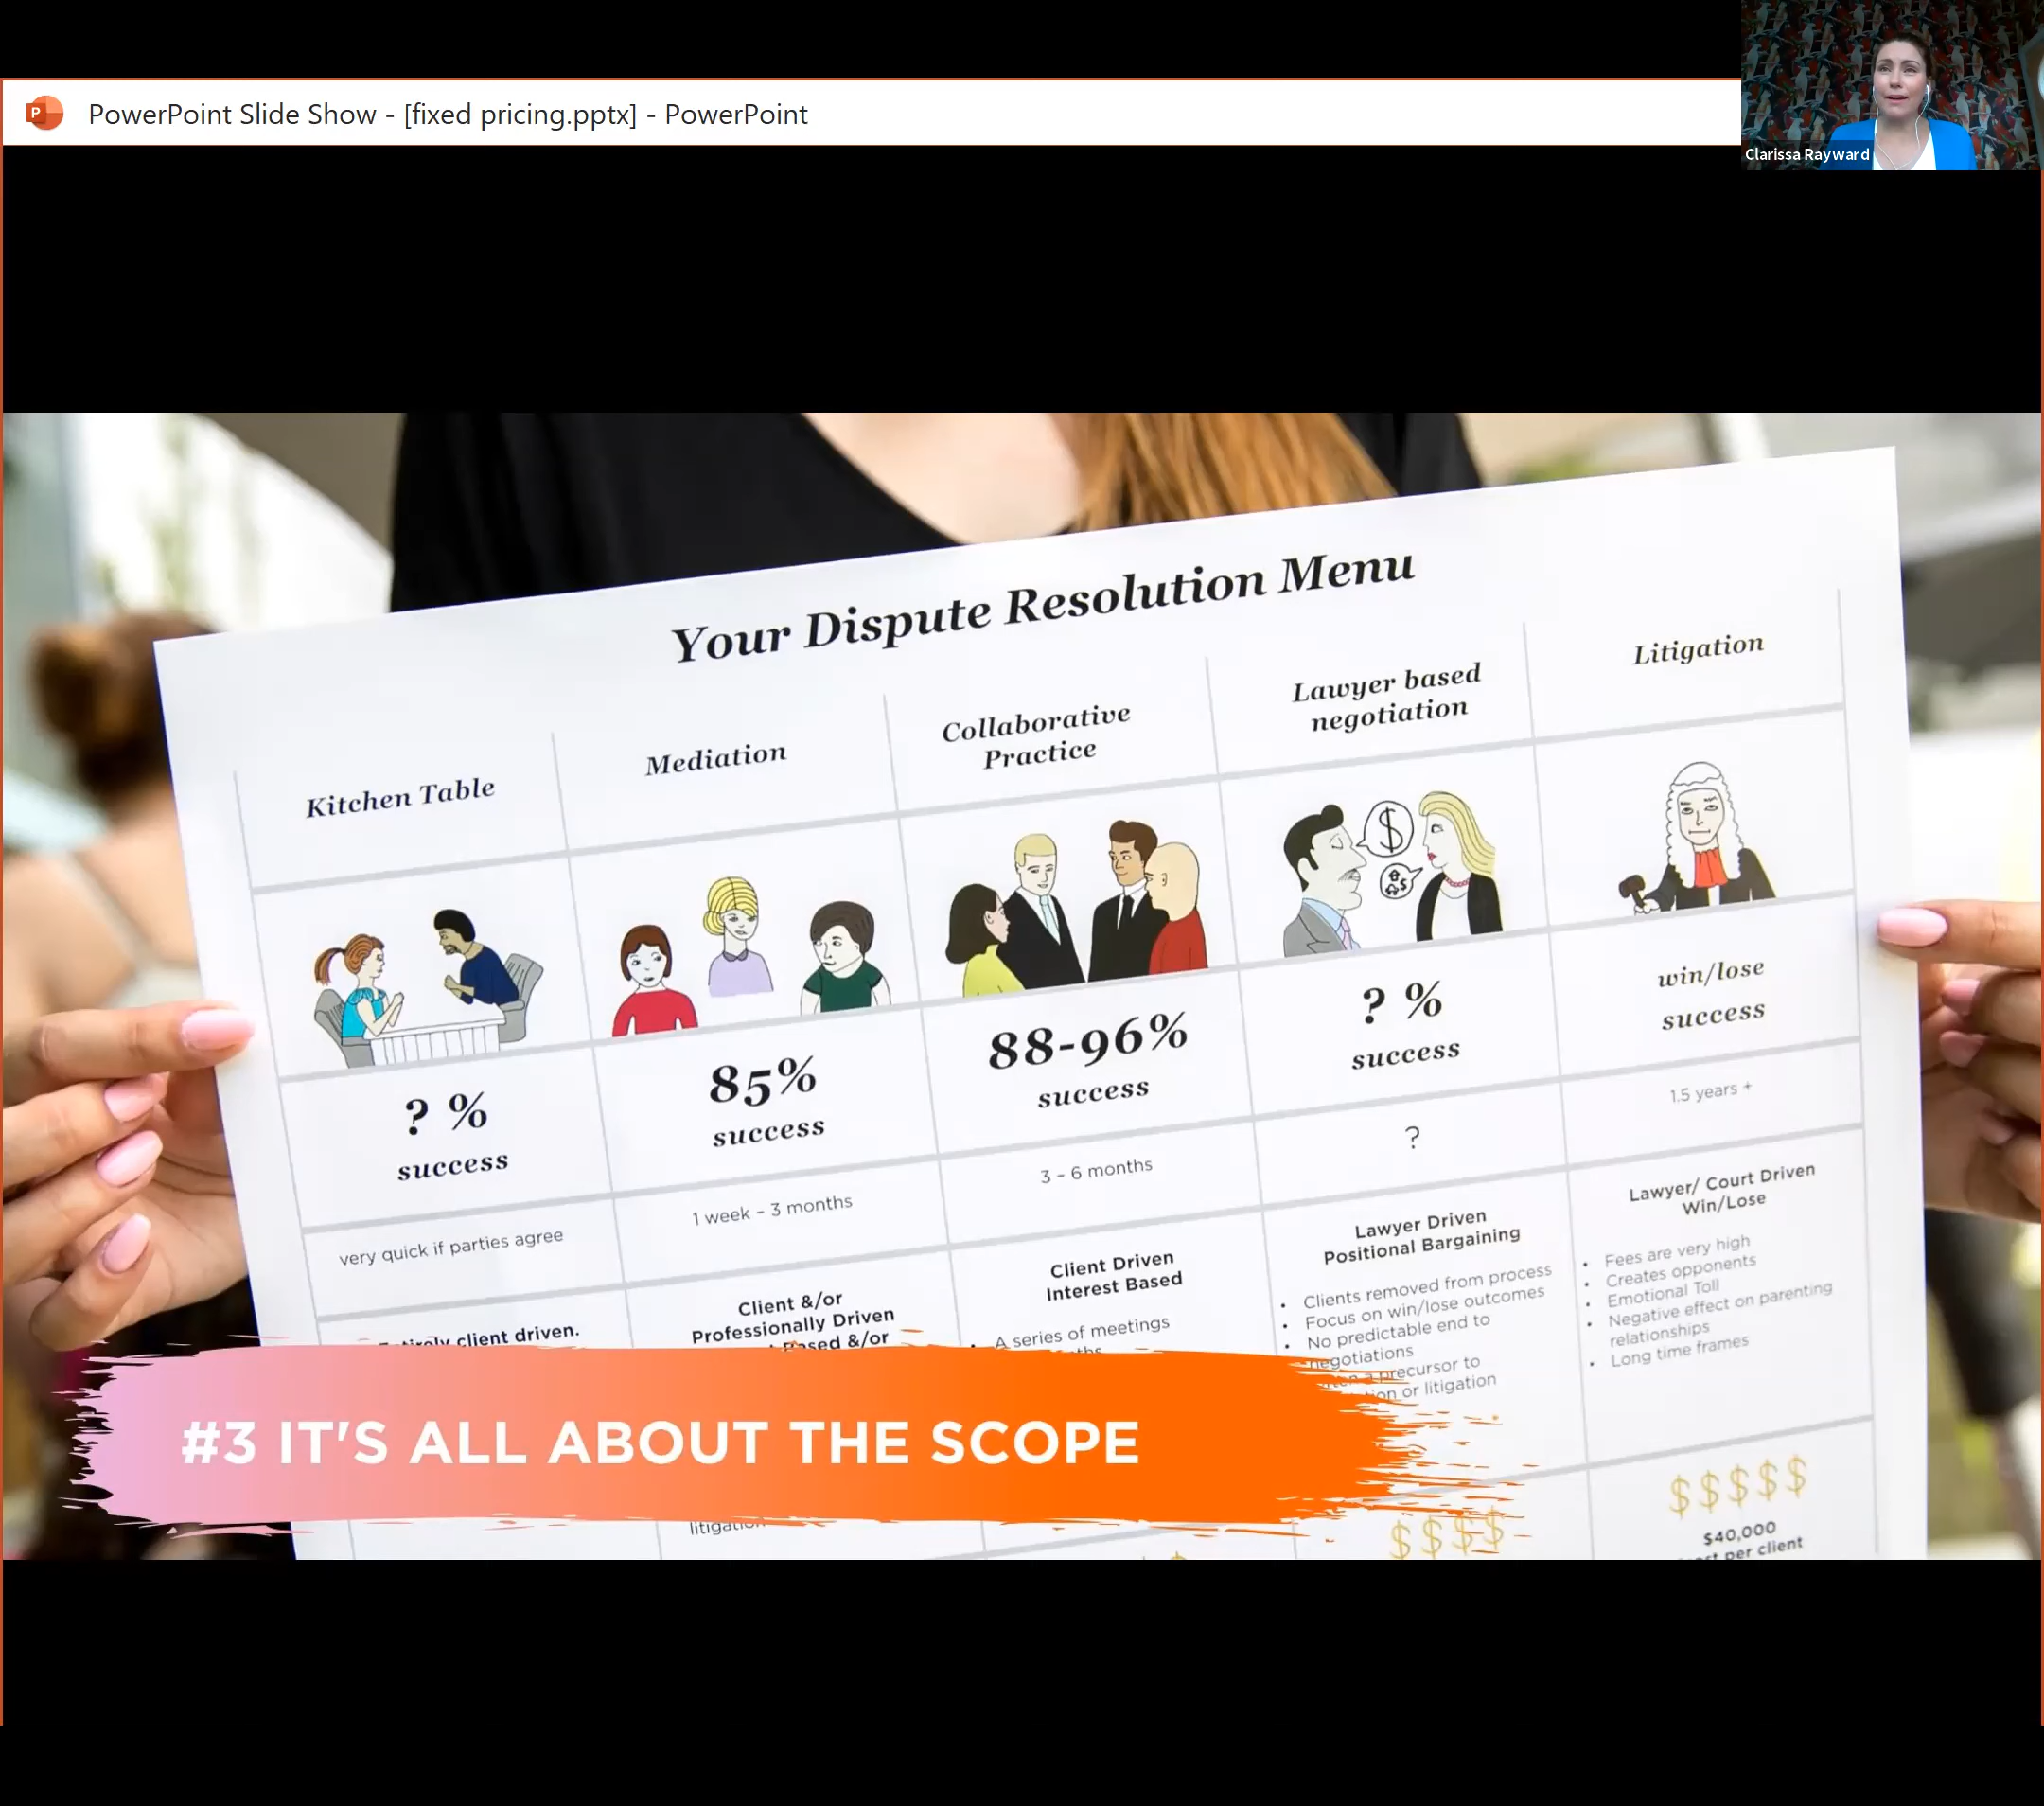 P PowerPoint Slide Show - [fixed pricing.pptx] - PowerPoint
Clarissa Rayward
Your Dispute Resolution Menu
Kitchen Table
Mediation
Collaborative
Practice
Lawyer based
negotiation
Litigation
$
$
? %
success
85%
success
88-96%
success
? %
success
win/lose
success
very quick if parties agree
1 week – 3 months
3 – 6 months
?
1.5 years +
client driven.
Client &/or
Professionally Driven
&/or
Client Driven
Interest Based
• A series of meetings
Lawyer Driven
Positional Bargaining
• Clients removed from process
• Focus on win/lose outcomes
• No predictable end to
negotiations
precursor to
or litigation
Lawyer/ Court Driven
Win/Lose
• Fees are very high
• Creates opponents
• Emotional Toll
• Negative effect on parenting
relationships
• Long time frames
#3 IT'S ALL ABOUT THE SCOPE
litigation
$$$$
$$$$$
$40,000
per client